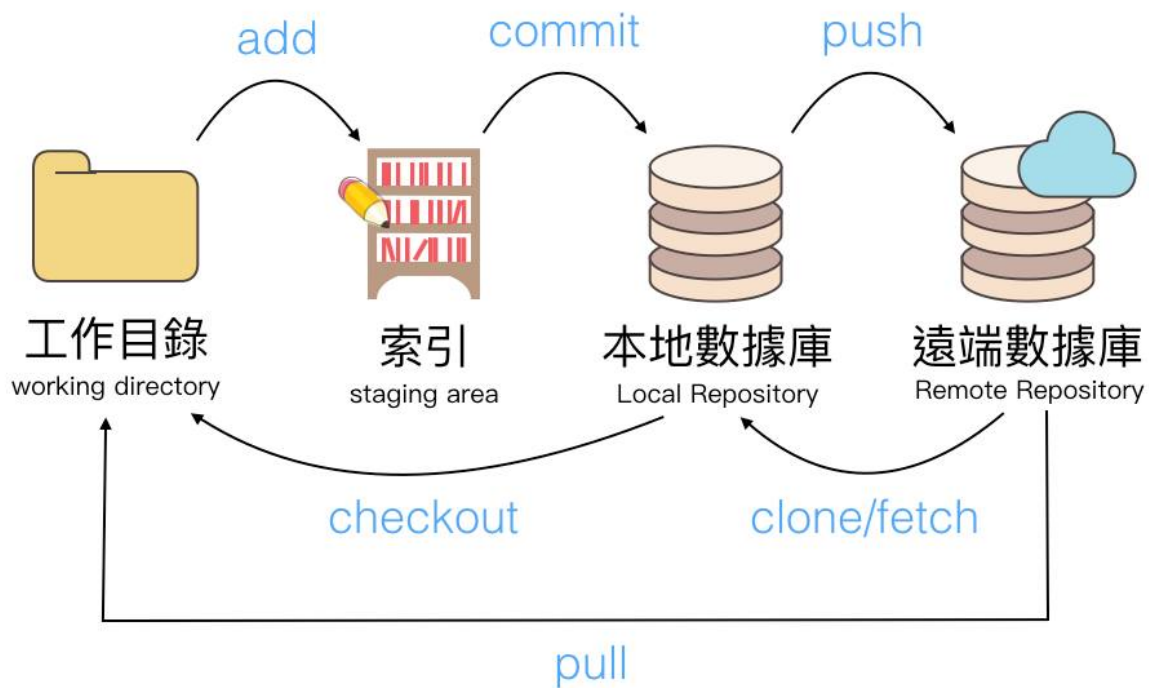 add
commit
push
工作目錄
working directory
索引
staging area
本地數據庫
Local Repository
遠端數據庫
Remote Repository
checkout
clone/fetch
pull